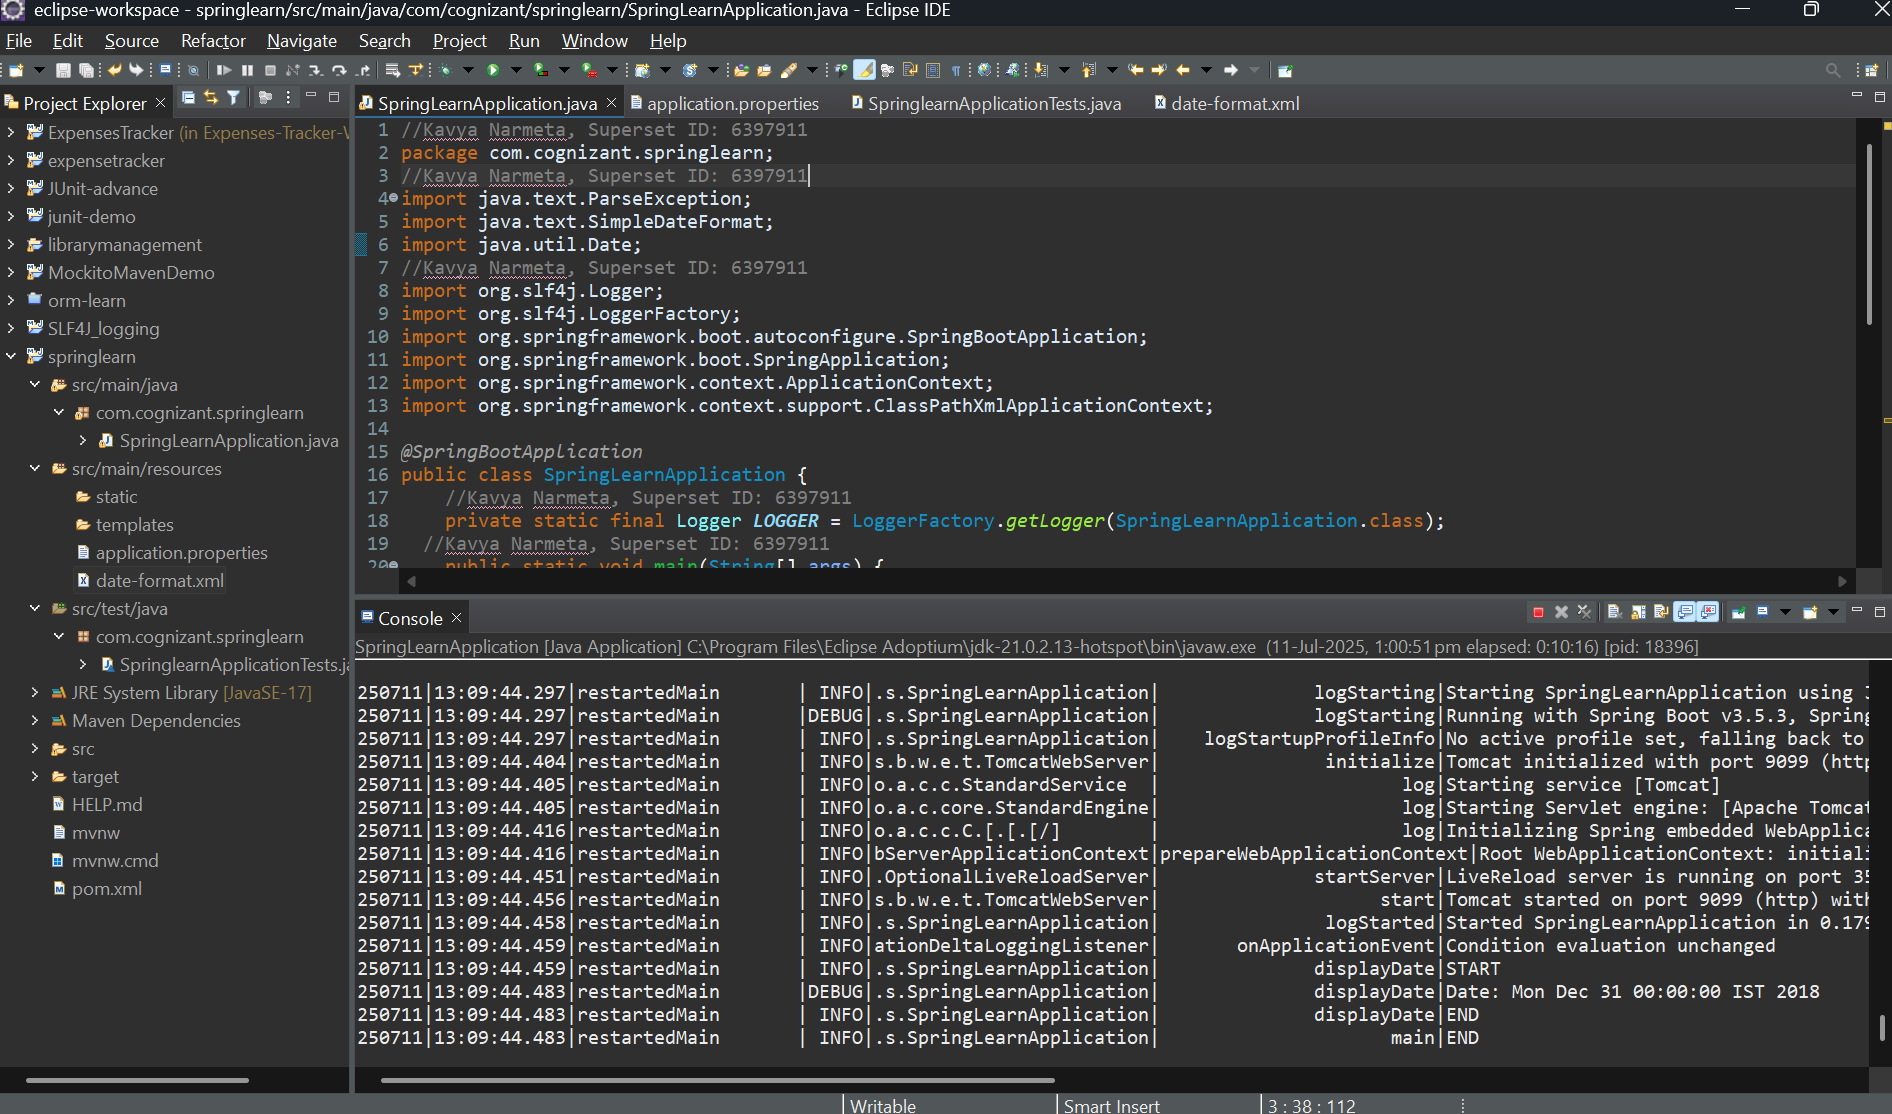 eclipse-workspace - springlearn/src/main/java/com/cognizant/springlearn/SpringLearnApplication.java - Eclipse IDE
File Edit Source Refactor Navigate Search Project Run Window Help
Project Explorer
ExpensesTracker (in Expenses-Tracker-
expensetracker
JUnit-advance
junit-demo
librarymanagement
MockitoMavenDemo
orm-learn
SLF4J_logging
springlearn
src/main/java
com.cognizant.springlearn
SpringLearnApplication.java
src/main/resources
static
templates
application.properties
date-format.xml
src/test/java
com.cognizant.springlearn
SpringlearnApplicationTests.ja
JRE System Library [JavaSE-17]
Maven Dependencies
src
target
HELP.md
mvnw
mvnw.cmd
pom.xml
SpringLearnApplication.java application.properties SpringlearnApplicationTests.java date-format.xml
1 //Kavya Narmeta, Superset ID: 6397911
2 package com.cognizant.springlearn;
3 //Kavya Narmeta, Superset ID: 6397911
4 import java.text.ParseException;
5 import java.text.SimpleDateFormat;
6 import java.util.Date;
7 //Kavya Narmeta, Superset ID: 6397911
8 import org.slf4j.Logger;
9 import org.slf4j.LoggerFactory;
10 import org.springframework.boot.autoconfigure.SpringBootApplication;
11 import org.springframework.boot.SpringApplication;
12 import org.springframework.context.ApplicationContext;
13 import org.springframework.context.support.ClassPathXmlApplicationContext;
14
15 @SpringBootApplication
16 public class SpringLearnApplication {
17 //Kavya Narmeta, Superset ID: 6397911
18 private static final Logger LOGGER = LoggerFactory.getLogger(SpringLearnApplication.class);
19 //Kavya Narmeta, Superset ID: 6397911
20 public static void main(String[] args) {
Console
SpringLearnApplication [Java Application] C:\Program Files\Eclipse Adoptium\jdk-21.0.2.13-hotspot\bin\javaw.exe (11-Jul-2025, 1:00:51 pm elapsed: 0:10:16) [pid: 18396]
250711|13:09:44.297|restartedMain | INFO|.s.SpringLearnApplication| logStarting|Starting SpringLearnApplication using
250711|13:09:44.297|restartedMain |DEBUG|.s.SpringLearnApplication| logStarting|Running with Spring Boot v3.5.3, Spring
250711|13:09:44.297|restartedMain | INFO|.s.SpringLearnApplication| logStartupProfileInfo|No active profile set, falling back to
250711|13:09:44.404|restartedMain | INFO|s.b.w.e.t.TomcatWebServer| initialize|Tomcat initialized with port 9099 (http
250711|13:09:44.405|restartedMain | INFO|o.a.c.c.StandardService | log|Starting service [Tomcat]
250711|13:09:44.405|restartedMain | INFO|o.a.c.core.StandardEngine| log|Starting Servlet engine: [Apache Tomcat
250711|13:09:44.416|restartedMain | INFO|o.a.c.c.C.[.[.[/] | log|Initializing Spring embedded WebApplica
250711|13:09:44.416|restartedMain | INFO|bServerApplicationContext|prepareWebApplicationContext|Root WebApplicationContext: initiali
250711|13:09:44.451|restartedMain | INFO|.OptionalLiveReloadServer| startServer|LiveReload server is running on port 35
250711|13:09:44.456|restartedMain | INFO|s.b.w.e.t.TomcatWebServer| start|Tomcat started on port 9099 (http) with
250711|13:09:44.458|restartedMain | INFO|.s.SpringLearnApplication| logStarted|Started SpringLearnApplication in 0.179
250711|13:09:44.459|restartedMain | INFO|ationDeltaLoggingListener| onApplicationEvent|Condition evaluation unchanged
250711|13:09:44.459|restartedMain | INFO|.s.SpringLearnApplication| displayDate|START
250711|13:09:44.483|restartedMain |DEBUG|.s.SpringLearnApplication| displayDate|Date: Mon Dec 31 00:00:00 IST 2018
250711|13:09:44.483|restartedMain | INFO|.s.SpringLearnApplication| displayDate|END
250711|13:09:44.483|restartedMain | INFO|.s.SpringLearnApplication| main|END
Writable Smart Insert 3 : 38 : 112